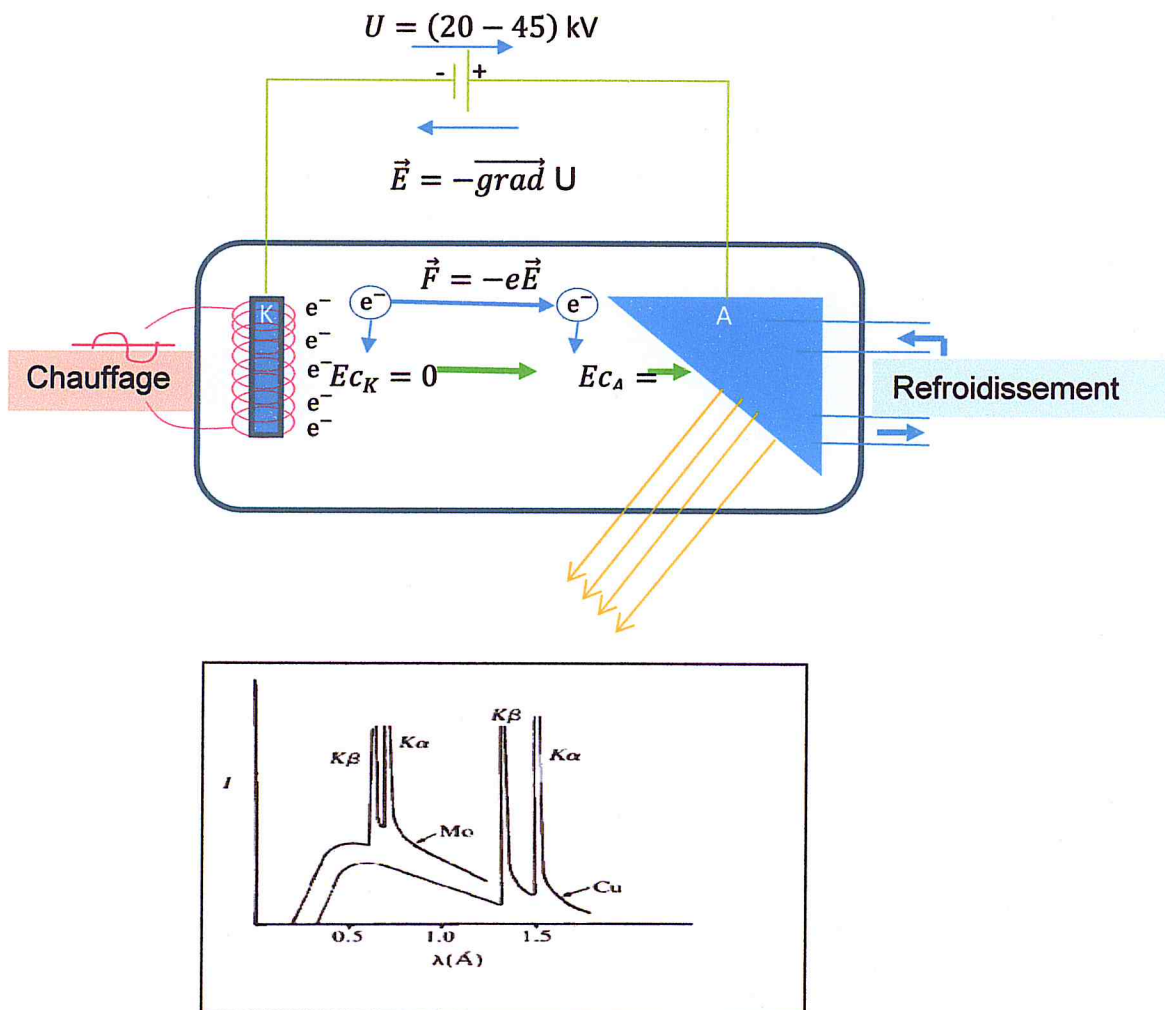 U = (20 − 45) kV
- +
E⃗ = −grad⃗ U
F⃗ = −eE⃗
K e⁻ e⁻ e⁻ A
e⁻
Chauffage e⁻ Ec_K = 0 Ec_A = Refroidissement
e⁻
e⁻
Kβ
Kβ Kα Kα
I
Mo
Cu
0.5 1.0 1.5
λ(Å)